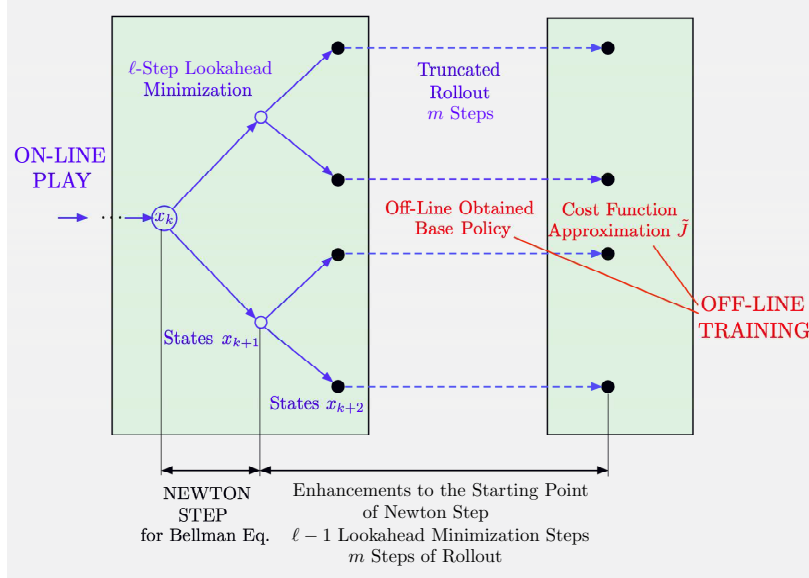 ℓ-Step Lookahead
Minimization
Truncated
Rollout
m Steps
ON-LINE
PLAY
··· x_k
Off-Line Obtained
Base Policy
Cost Function
Approximation J̃
OFF-LINE
TRAINING
States x_{k+1}
States x_{k+2}
NEWTON
STEP
for Bellman Eq.
Enhancements to the Starting Point
of Newton Step
ℓ − 1 Lookahead Minimization Steps
m Steps of Rollout